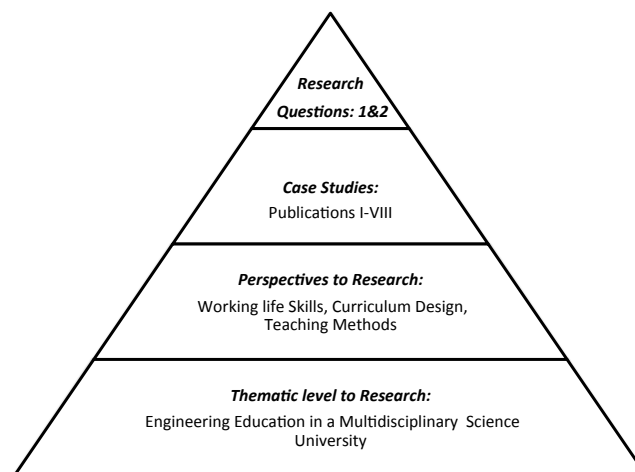 Research
Questions: 1&2
Case Studies:
Publications I-VIII
Perspectives to Research:
Working life Skills, Curriculum Design,
Teaching Methods
Thematic level to Research:
Engineering Education in a Multidisciplinary Science
University